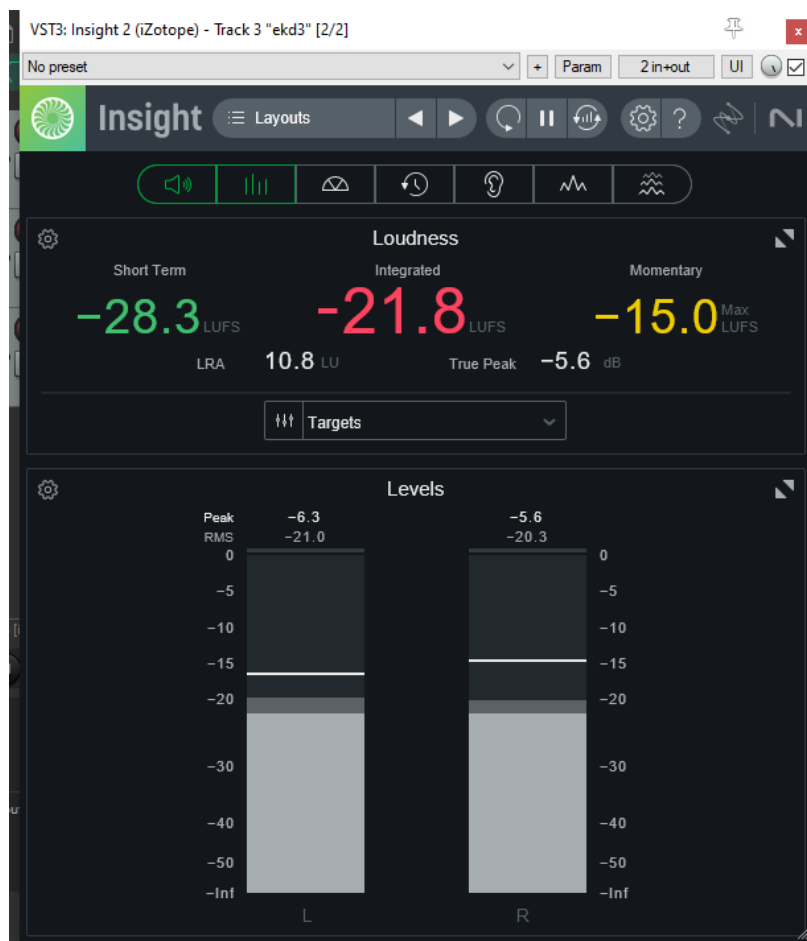 VST3: Insight 2 (iZotope) - Track 3 "ekd3" [2/2]
x
No preset + Param 2 in+out UI
Insight Layouts ?
Loudness
Short Term Integrated Momentary
−28.3 LUFS −21.8 LUFS −15.0 Max LUFS
LRA 10.8 LU True Peak −5.6 dB
Targets
Levels
Peak −6.3 −5.6
RMS −21.0 −20.3
0 0
−5 −5
−10 −10
−15 −15
−20 −20
−30 −30
−40 −40
−50 −50
−Inf −Inf
L R